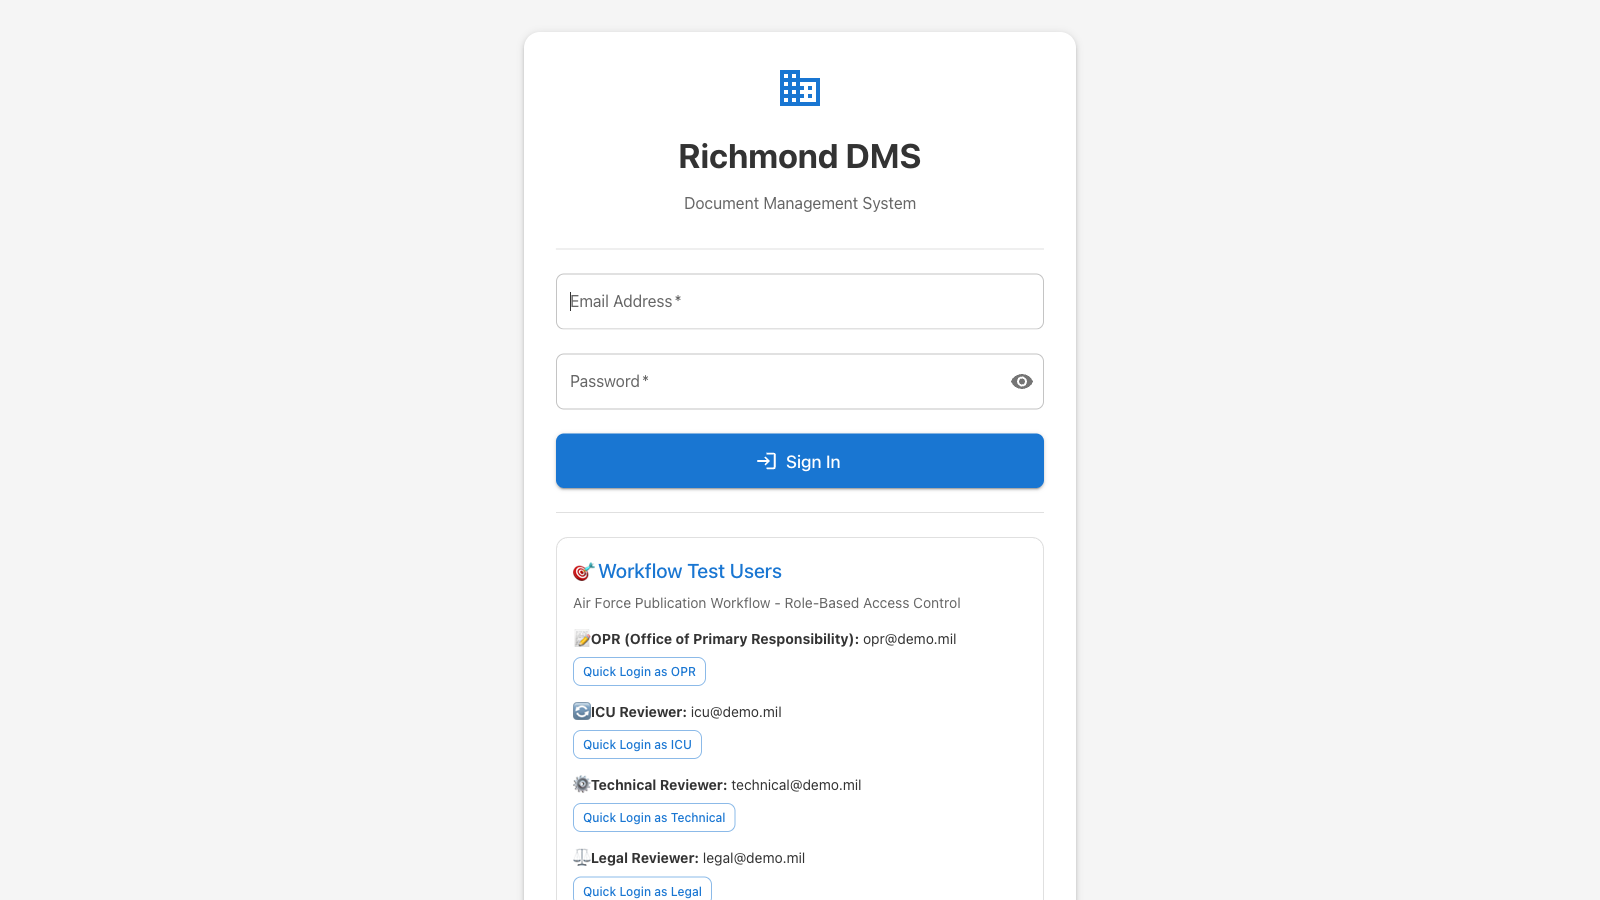 Richmond DMS
Document Management System
Email Address *
Password *
Sign In
Workflow Test Users
Air Force Publication Workflow - Role-Based Access Control
OPR (Office of Primary Responsibility): opr@demo.mil
Quick Login as OPR
ICU Reviewer: icu@demo.mil
Quick Login as ICU
Technical Reviewer: technical@demo.mil
Quick Login as Technical
Legal Reviewer: legal@demo.mil
Quick Login as Legal